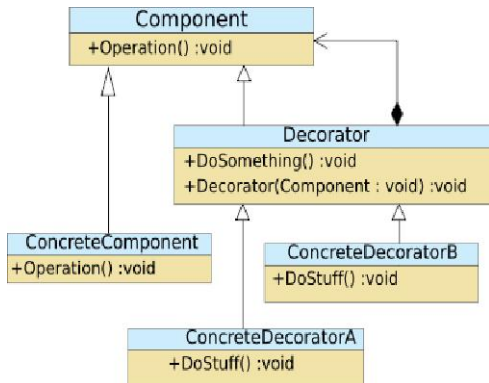 Component
+Operation() :void
Decorator
+DoSomething() :void
+Decorator(Component : void) :void
ConcreteComponent
+Operation() :void
ConcreteDecoratorB
+DoStuff() :void
ConcreteDecoratorA
+DoStuff() :void